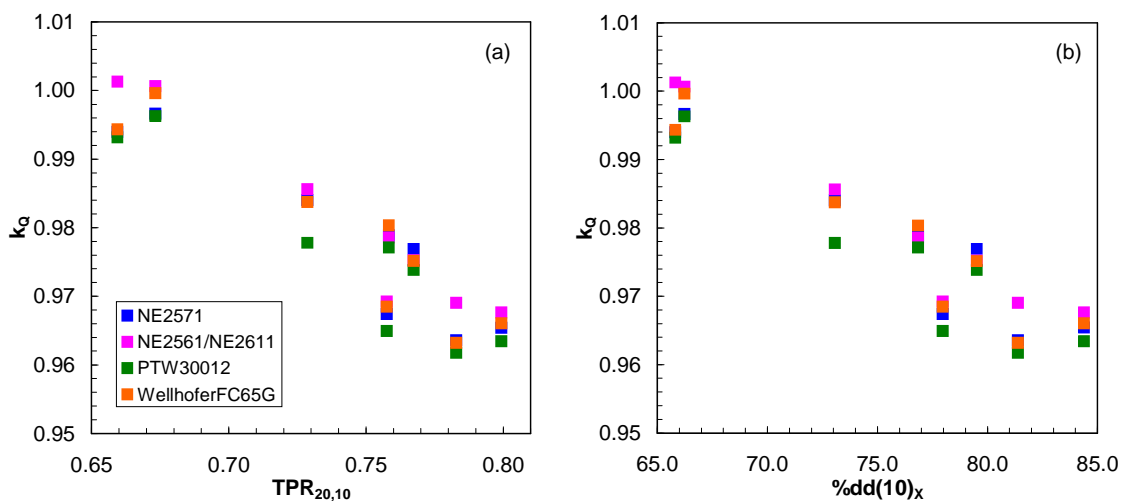 (a)
1.01
1.00
0.99
0.98
0.97
0.96
0.95
k_Q
NE2571
NE2561/NE2611
PTW30012
WellhoferFC65G
0.65 0.70 0.75 0.80
TPR20,10
(b)
1.01
1.00
0.99
0.98
0.97
0.96
0.95
k_Q
65.0 70.0 75.0 80.0 85.0
%dd(10)X